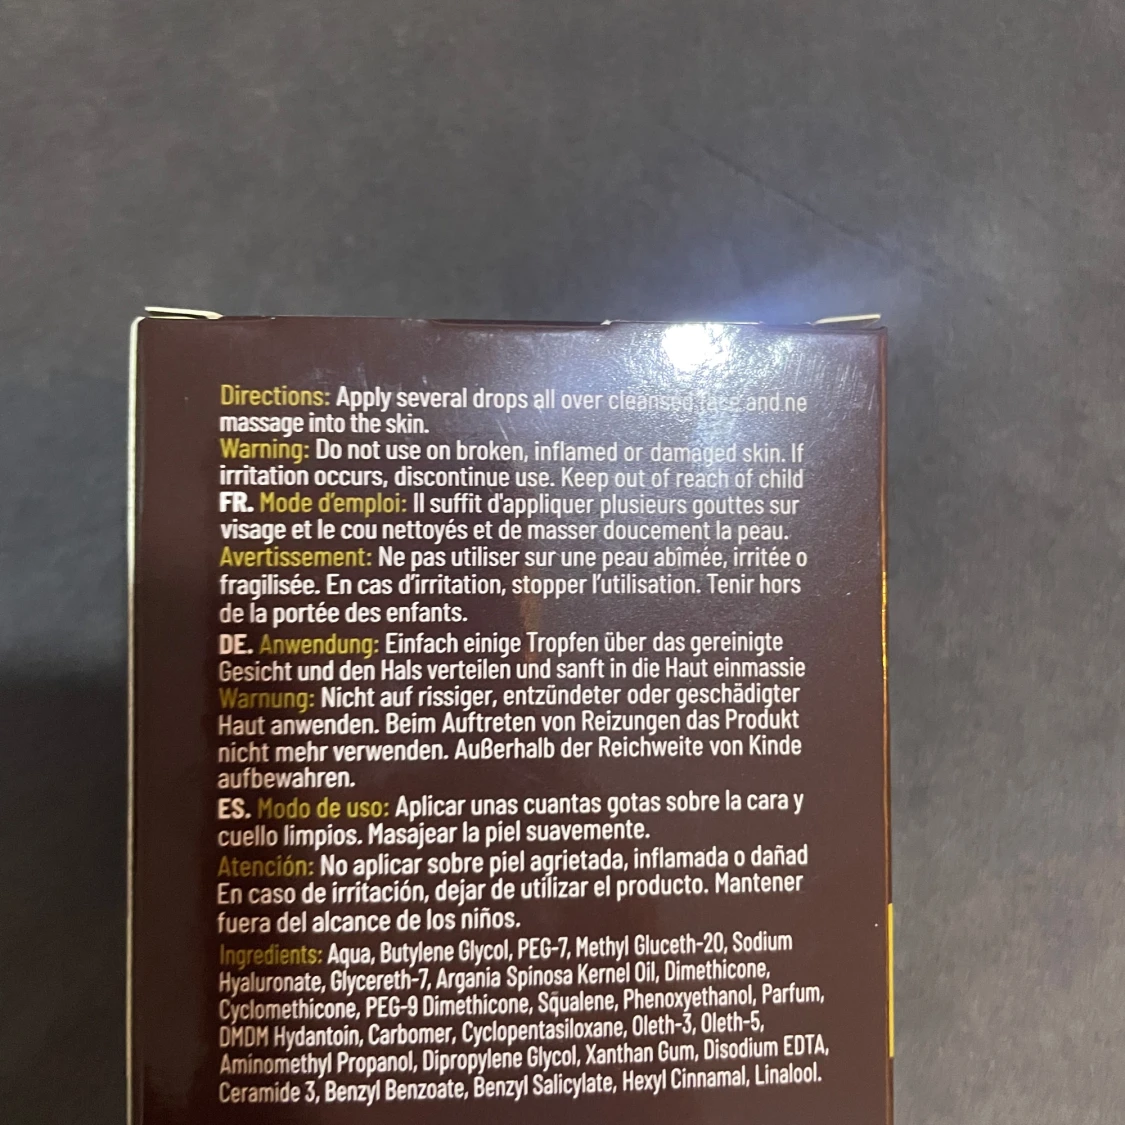 Directions: Apply several drops all over cleansed face and ne
massage into the skin.
Warning: Do not use on broken, inflamed or damaged skin. If
irritation occurs, discontinue use. Keep out of reach of child
FR. Mode d'emploi: Il suffit d'appliquer plusieurs gouttes sur
visage et le cou nettoyés et de masser doucement la peau.
Avertissement: Ne pas utiliser sur une peau abîmée, irritée o
fragilisée. En cas d'irritation, stopper l'utilisation. Tenir hors
de la portée des enfants.
DE. Anwendung: Einfach einige Tropfen über das gereinigte
Gesicht und den Hals verteilen und sanft in die Haut einmassie
Warnung: Nicht auf rissiger, entzündeter oder geschädigter
Haut anwenden. Beim Auftreten von Reizungen das Produkt
nicht mehr verwenden. Außerhalb der Reichweite von Kinde
aufbewahren.
ES. Modo de uso: Aplicar unas cuantas gotas sobre la cara y
cuello limpios. Masajear la piel suavemente.
Atención: No aplicar sobre piel agrietada, inflamada o dañad
En caso de irritación, dejar de utilizar el producto. Mantener
fuera del alcance de los niños.
Ingredients: Aqua, Butylene Glycol, PEG-7, Methyl Gluceth-20, Sodium
Hyaluronate, Glycereth-7, Argania Spinosa Kernel Oil, Dimethicone,
Cyclomethicone, PEG-9 Dimethicone, Squalene, Phenoxyethanol, Parfum,
DMDM Hydantoin, Carbomer, Cyclopentasiloxane, Oleth-3, Oleth-5,
Aminomethyl Propanol, Dipropylene Glycol, Xanthan Gum, Disodium EDTA,
Ceramide 3, Benzyl Benzoate, Benzyl Salicylate, Hexyl Cinnamal, Linalool.